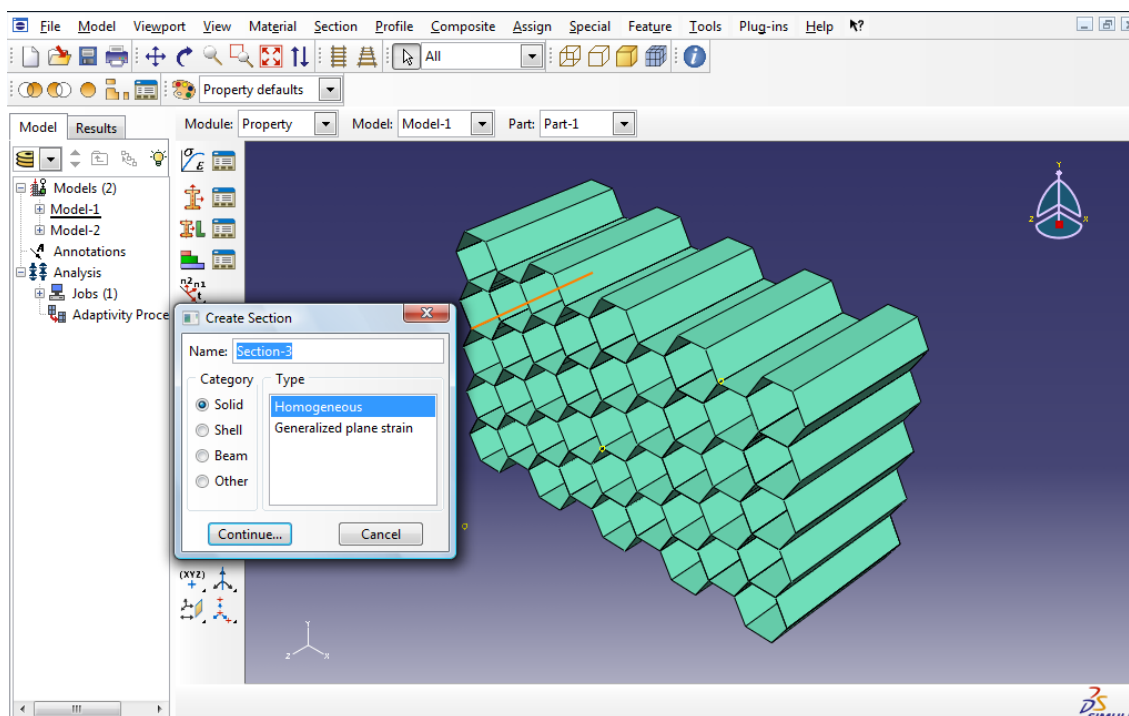 File Model Viewport View Material Section Profile Composite Assign Special Feature Tools Plug-ins Help
All
Property defaults
Model Results
Module: Property Model: Model-1 Part: Part-1
Models (2)
Model-1
Model-2
Annotations
Analysis
Jobs (1)
Adaptivity Proce
σ ε
n2 n1
t
Create Section
Name: Section-3
Category Type
Solid
Shell
Beam
Other
Homogeneous
Generalized plane strain
Continue... Cancel
(XYZ)
Y
Z X
Y
Z X